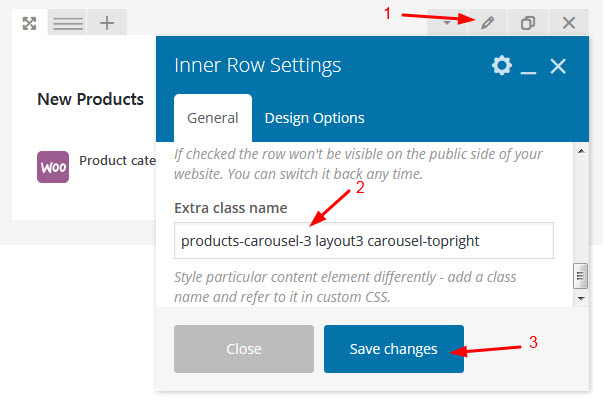 1
Inner Row Settings
New Products
General
Design Options
Woo
Product cate
If checked the row won't be visible on the public side of your
website. You can switch it back any time.
2
Extra class name
products-carousel-3 layout3 carousel-topright
Style particular content element differently - add a class
name and refer to it in custom CSS.
Close
Save changes
3